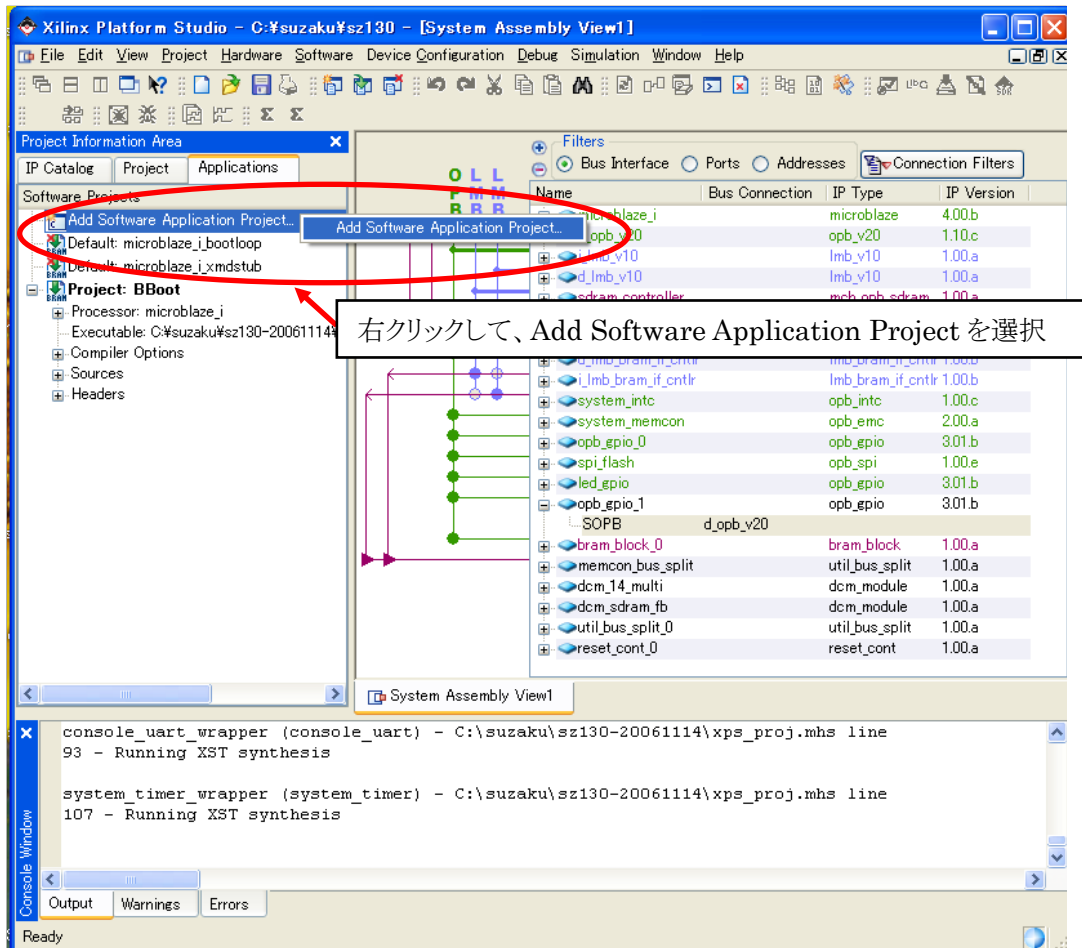 Xilinx Platform Studio - C:¥suzaku¥sz130 - [System Assembly View1]
File Edit View Project Hardware Software Device Configuration Debug Simulation Window Help
Project Information Area
IP Catalog Project Applications
Software Projects
Add Software Application Project...
Add Software Application Project...
Default: microblaze_i_bootloop
Default: microblaze_i_xmdstub
Project: BBoot
Processor: microblaze_i
Executable: C:¥suzaku¥sz130-20061114¥
Compiler Options
Sources
Headers
Filters
Bus Interface Ports Addresses Connection Filters
O L L
P M M
B B B
Name Bus Connection IP Type IP Version
microblaze_i microblaze 4.00.b
d_opb_v20 opb_v20 1.10.c
i_lmb_v10 lmb_v10 1.00.a
d_lmb_v10 lmb_v10 1.00.a
sdram_controller mch_opb_sdram 1.00.a
右クリックして、Add Software Application Project を選択
d_lmb_bram_if_cntlr lmb_bram_if_cntlr 1.00.b
i_lmb_bram_if_cntlr lmb_bram_if_cntlr 1.00.b
system_intc opb_intc 1.00.c
system_memcon opb_emc 2.00.a
opb_gpio_0 opb_gpio 3.01.b
spi_flash opb_spi 1.00.e
led_gpio opb_gpio 3.01.b
opb_gpio_1 opb_gpio 3.01.b
SOPB d_opb_v20
bram_block_0 bram_block 1.00.a
memcon_bus_split util_bus_split 1.00.a
dcm_14_multi dcm_module 1.00.a
dcm_sdram_fb dcm_module 1.00.a
util_bus_split_0 util_bus_split 1.00.a
reset_cont_0 reset_cont 1.00.a
System Assembly View1
console_uart_wrapper (console_uart) - C:\suzaku\sz130-20061114\xps_proj.mhs line
93 - Running XST synthesis
system_timer_wrapper (system_timer) - C:\suzaku\sz130-20061114\xps_proj.mhs line
107 - Running XST synthesis
Console Window
Output Warnings Errors
Ready